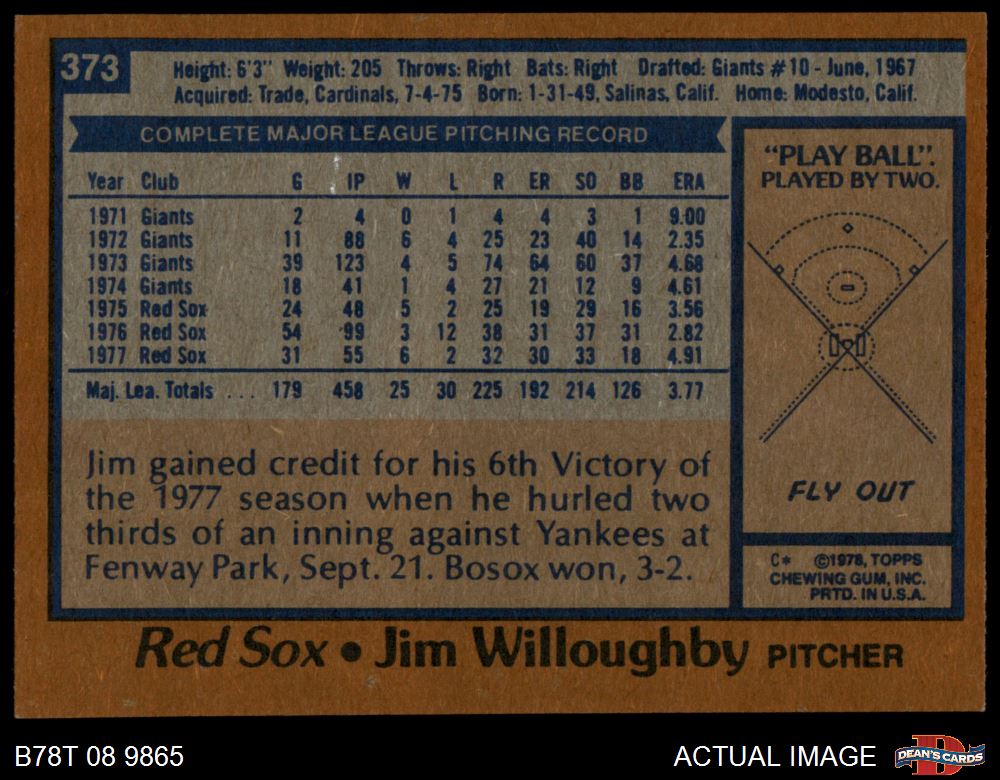 373
Height: 6'3" Weight: 205 Throws: Right Bats: Right Drafted: Giants #10 - June, 1967
Acquired: Trade, Cardinals, 7-4-75 Born: 1-31-49, Salinas, Calif. Home: Modesto, Calif.
COMPLETE MAJOR LEAGUE PITCHING RECORD
Year Club G IP W L R ER SO BB ERA
1971 Giants 2 4 0 1 4 4 3 1 9.00
1972 Giants 11 88 6 4 25 23 40 14 2.35
1973 Giants 39 123 4 5 74 64 60 37 4.68
1974 Giants 18 41 1 4 27 21 12 9 4.61
1975 Red Sox 24 48 5 2 25 19 29 16 3.56
1976 Red Sox 54 99 3 12 38 31 37 31 2.82
1977 Red Sox 31 55 6 2 32 30 33 18 4.91
Maj. Lea. Totals . . . 179 458 25 30 225 192 214 126 3.77
Jim gained credit for his 6th Victory of
the 1977 season when he hurled two
thirds of an inning against Yankees at
Fenway Park, Sept. 21. Bosox won, 3-2.
"PLAY BALL".
PLAYED BY TWO.
FLY OUT
C* ©1978, TOPPS
CHEWING GUM, INC.
PRTD. IN U.S.A.
Red Sox • Jim Willoughby PITCHER
B78T 08 9865
ACTUAL IMAGE
DEAN'S CARDS